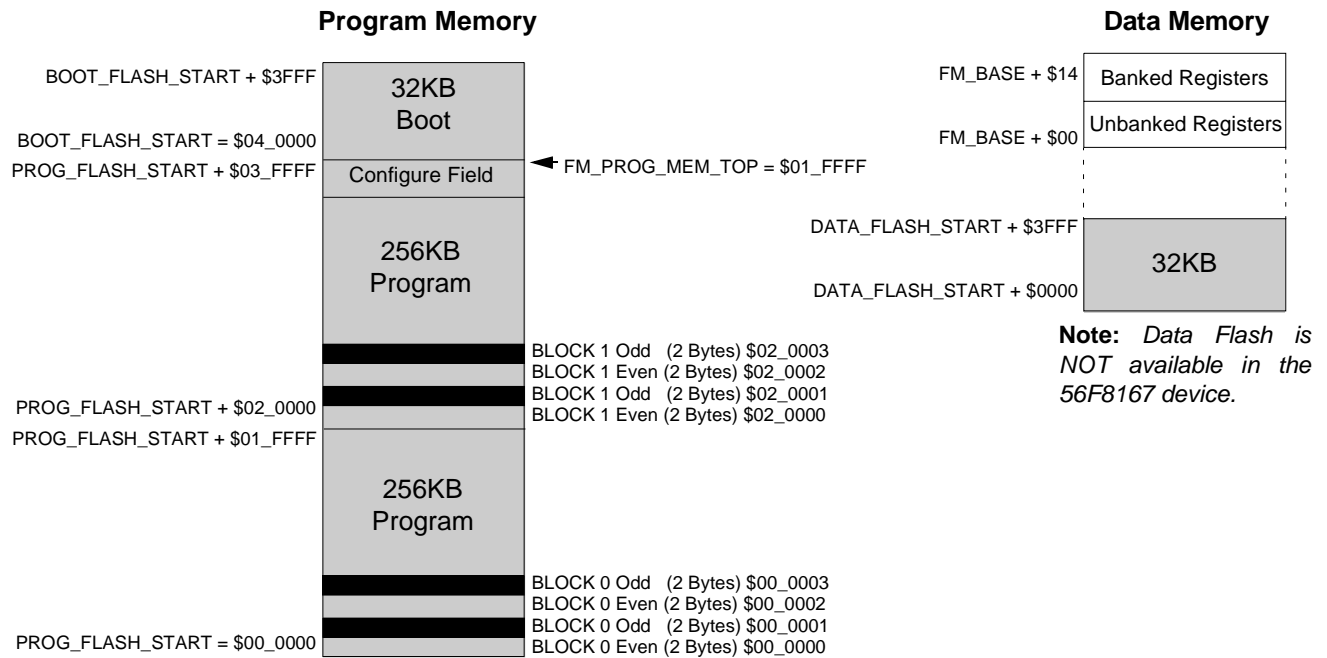 Program Memory
BOOT_FLASH_START + $3FFF
32KB
Boot
BOOT_FLASH_START = $04_0000
PROG_FLASH_START + $03_FFFF
FM_PROG_MEM_TOP = $01_FFFF
Configure Field
256KB
Program
BLOCK 1 Odd (2 Bytes) $02_0003
BLOCK 1 Even (2 Bytes) $02_0002
BLOCK 1 Odd (2 Bytes) $02_0001
PROG_FLASH_START + $02_0000
BLOCK 1 Even (2 Bytes) $02_0000
PROG_FLASH_START + $01_FFFF
256KB
Program
BLOCK 0 Odd (2 Bytes) $00_0003
BLOCK 0 Even (2 Bytes) $00_0002
BLOCK 0 Odd (2 Bytes) $00_0001
PROG_FLASH_START = $00_0000
BLOCK 0 Even (2 Bytes) $00_0000
Data Memory
FM_BASE + $14
Banked Registers
Unbanked Registers
FM_BASE + $00
DATA_FLASH_START + $3FFF
32KB
DATA_FLASH_START + $0000
Note: Data Flash is
NOT available in the
56F8167 device.